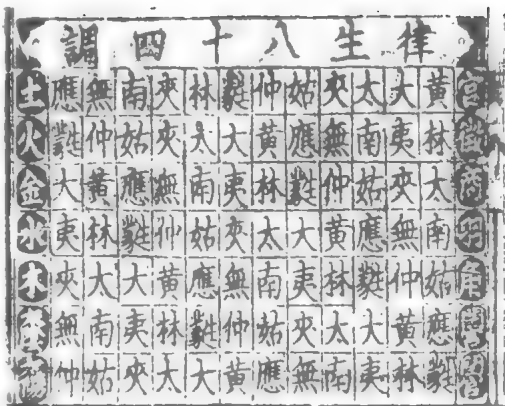 律生八十四調
宮黃大太夾姑仲蕤林夷南無應土
徵林夷南無應黃大太夾姑仲蕤火
商太夾姑仲蕤林夷南無應黃大金
羽南無應黃大太夾姑仲蕤林夷水
角姑仲蕤林夷南無應黃大太夾木
應黃大太夾姑仲蕤林夷南無
蕤林夷南無應黃大太夾姑仲